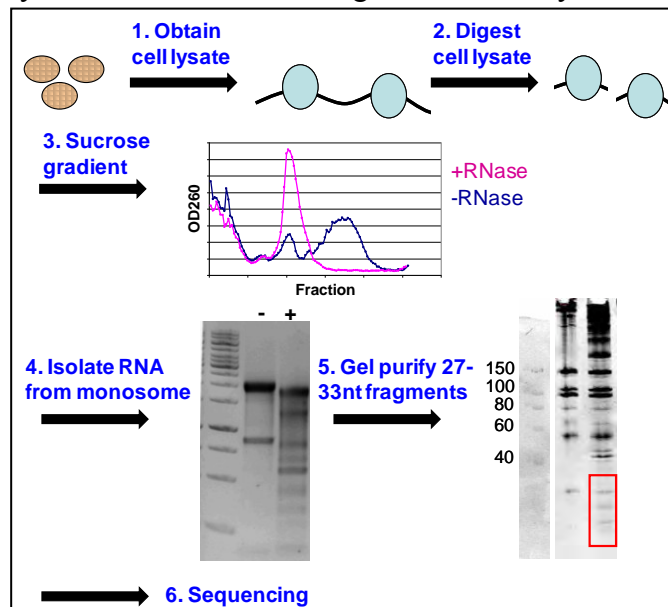 1. Obtain
cell lysate
2. Digest
cell lysate
3. Sucrose
gradient
OD260
+RNase
-RNase
Fraction
- +
4. Isolate RNA
from monosome
5. Gel purify 27-
33nt fragments
150
100
80
60
40
6. Sequencing